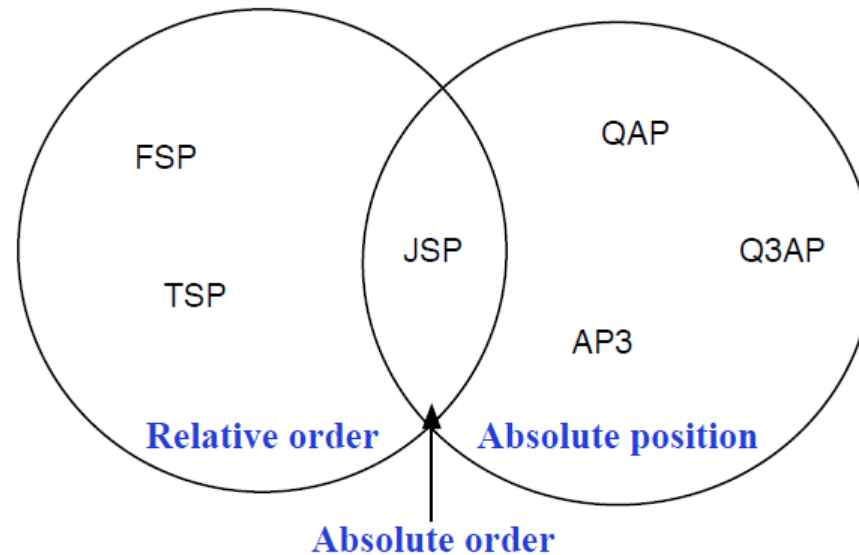 QAP
FSP
JSP
Q3AP
TSP
AP3
Relative order
Absolute position
Absolute order